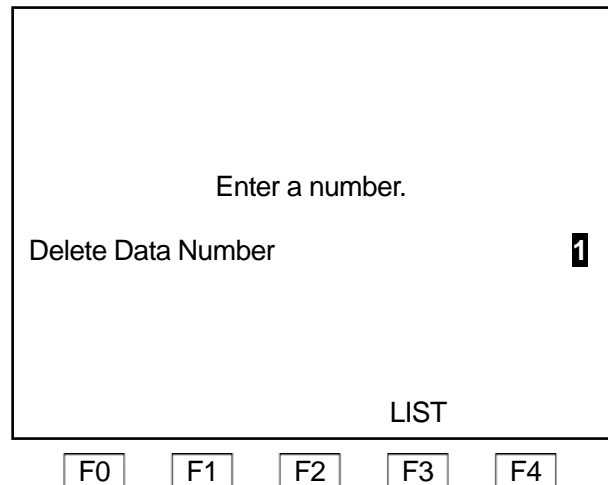 Enter a number.
Delete Data Number 1
LIST
F0 F1 F2 F3 F4